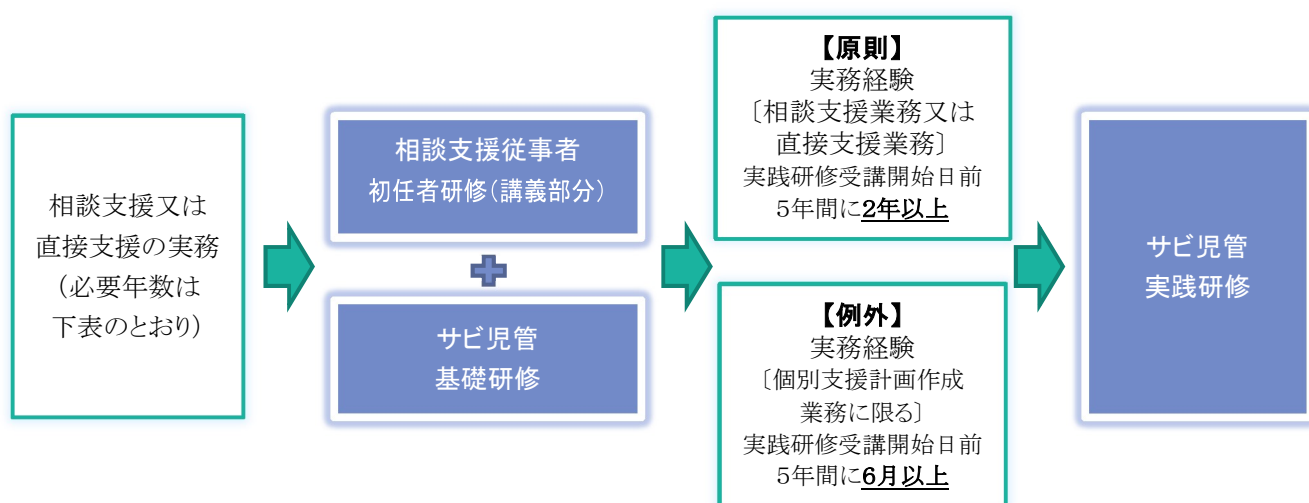 相談支援又は
直接支援の実務
（必要年数は
下表のとおり）
相談支援従事者
初任者研修（講義部分）
サビ児管
基礎研修
【原則】
実務経験
〔相談支援業務又は
直接支援業務〕
実践研修受講開始日前
5年間に2年以上
【例外】
実務経験
〔個別支援計画作成
業務に限る〕
実践研修受講開始日前
5年間に6月以上
サビ児管
実践研修